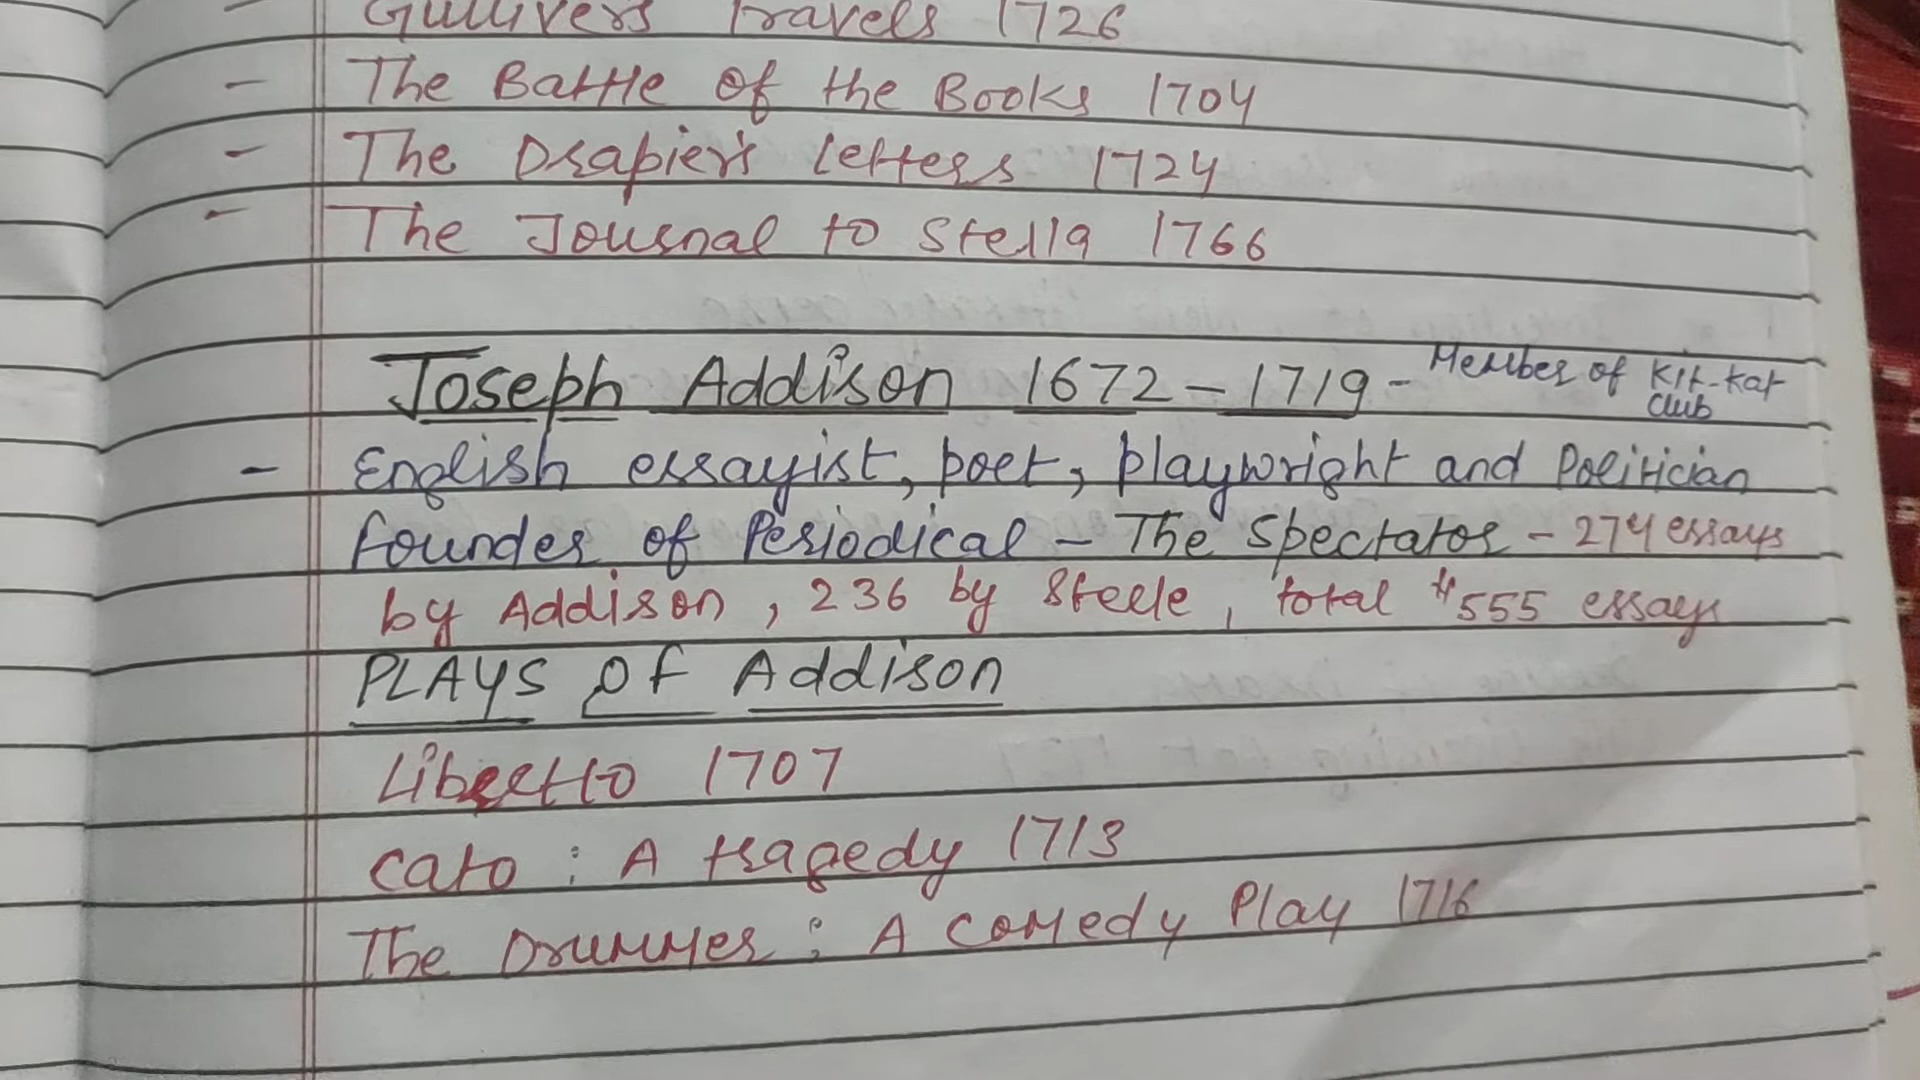 Gullivers Travels 1726
- The Battle of the Books 1704
- The Drapier's Letters 1724
- The Journal to Stella 1766
Joseph Addison 1672 - 1719 - Member of Kit-Kat Club
- English essayist, poet, playwright and Politician
founder of Periodical - The Spectator - 274 essays
by Addison, 236 by Steele, total 555 essays
PLAYS OF Addison
Libretto 1707
Cato : A tragedy 1713
The Drummer : A Comedy Play 1716